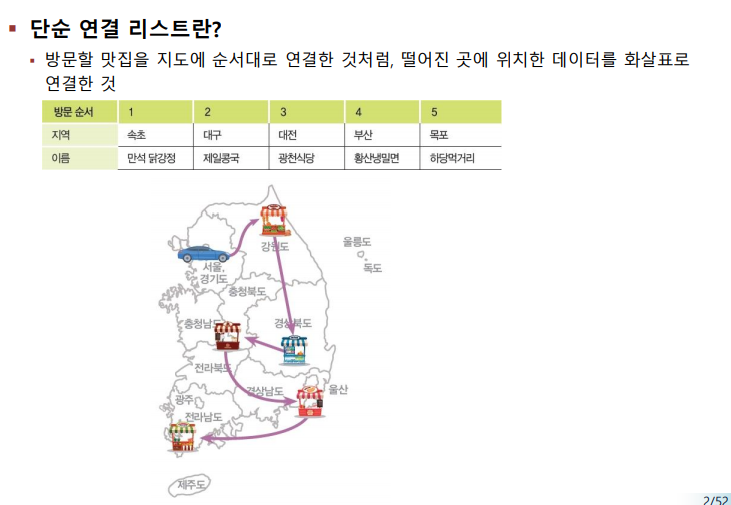 단순 연결 리스트란?
방문할 맛집을 지도에 순서대로 연결한 것처럼, 떨어진 곳에 위치한 데이터를 화살표로
연결한 것
방문 순서 1 2 3 4 5
지역 속초 대구 대전 부산 목포
이름 만석 닭강정 제일콩국 광천식당 황산냉밀면 하당먹거리
강원도
울릉도
독도
서울,
경기도
충청북도
충청남도
경상북도
전라북도
경상남도
울산
광주
전라남도
제주도
2/52